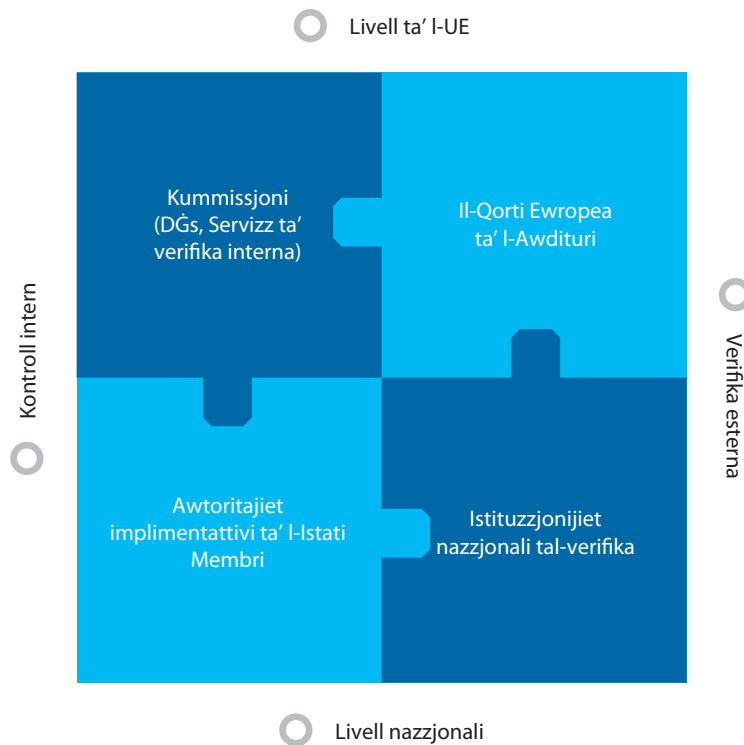 Livell ta’ l-UE
Kummissjoni
(DĠs, Servizz ta’
verifika interna)
Il-Qorti Ewropea
ta’ l-Awdituri
Kontroll intern
Verifika esterna
Awtoritajiet
implimentattivi ta’ l-Istati
Membri
Istituzzjonijiet
nazzjonali tal-verifika
Livell nazzjonali